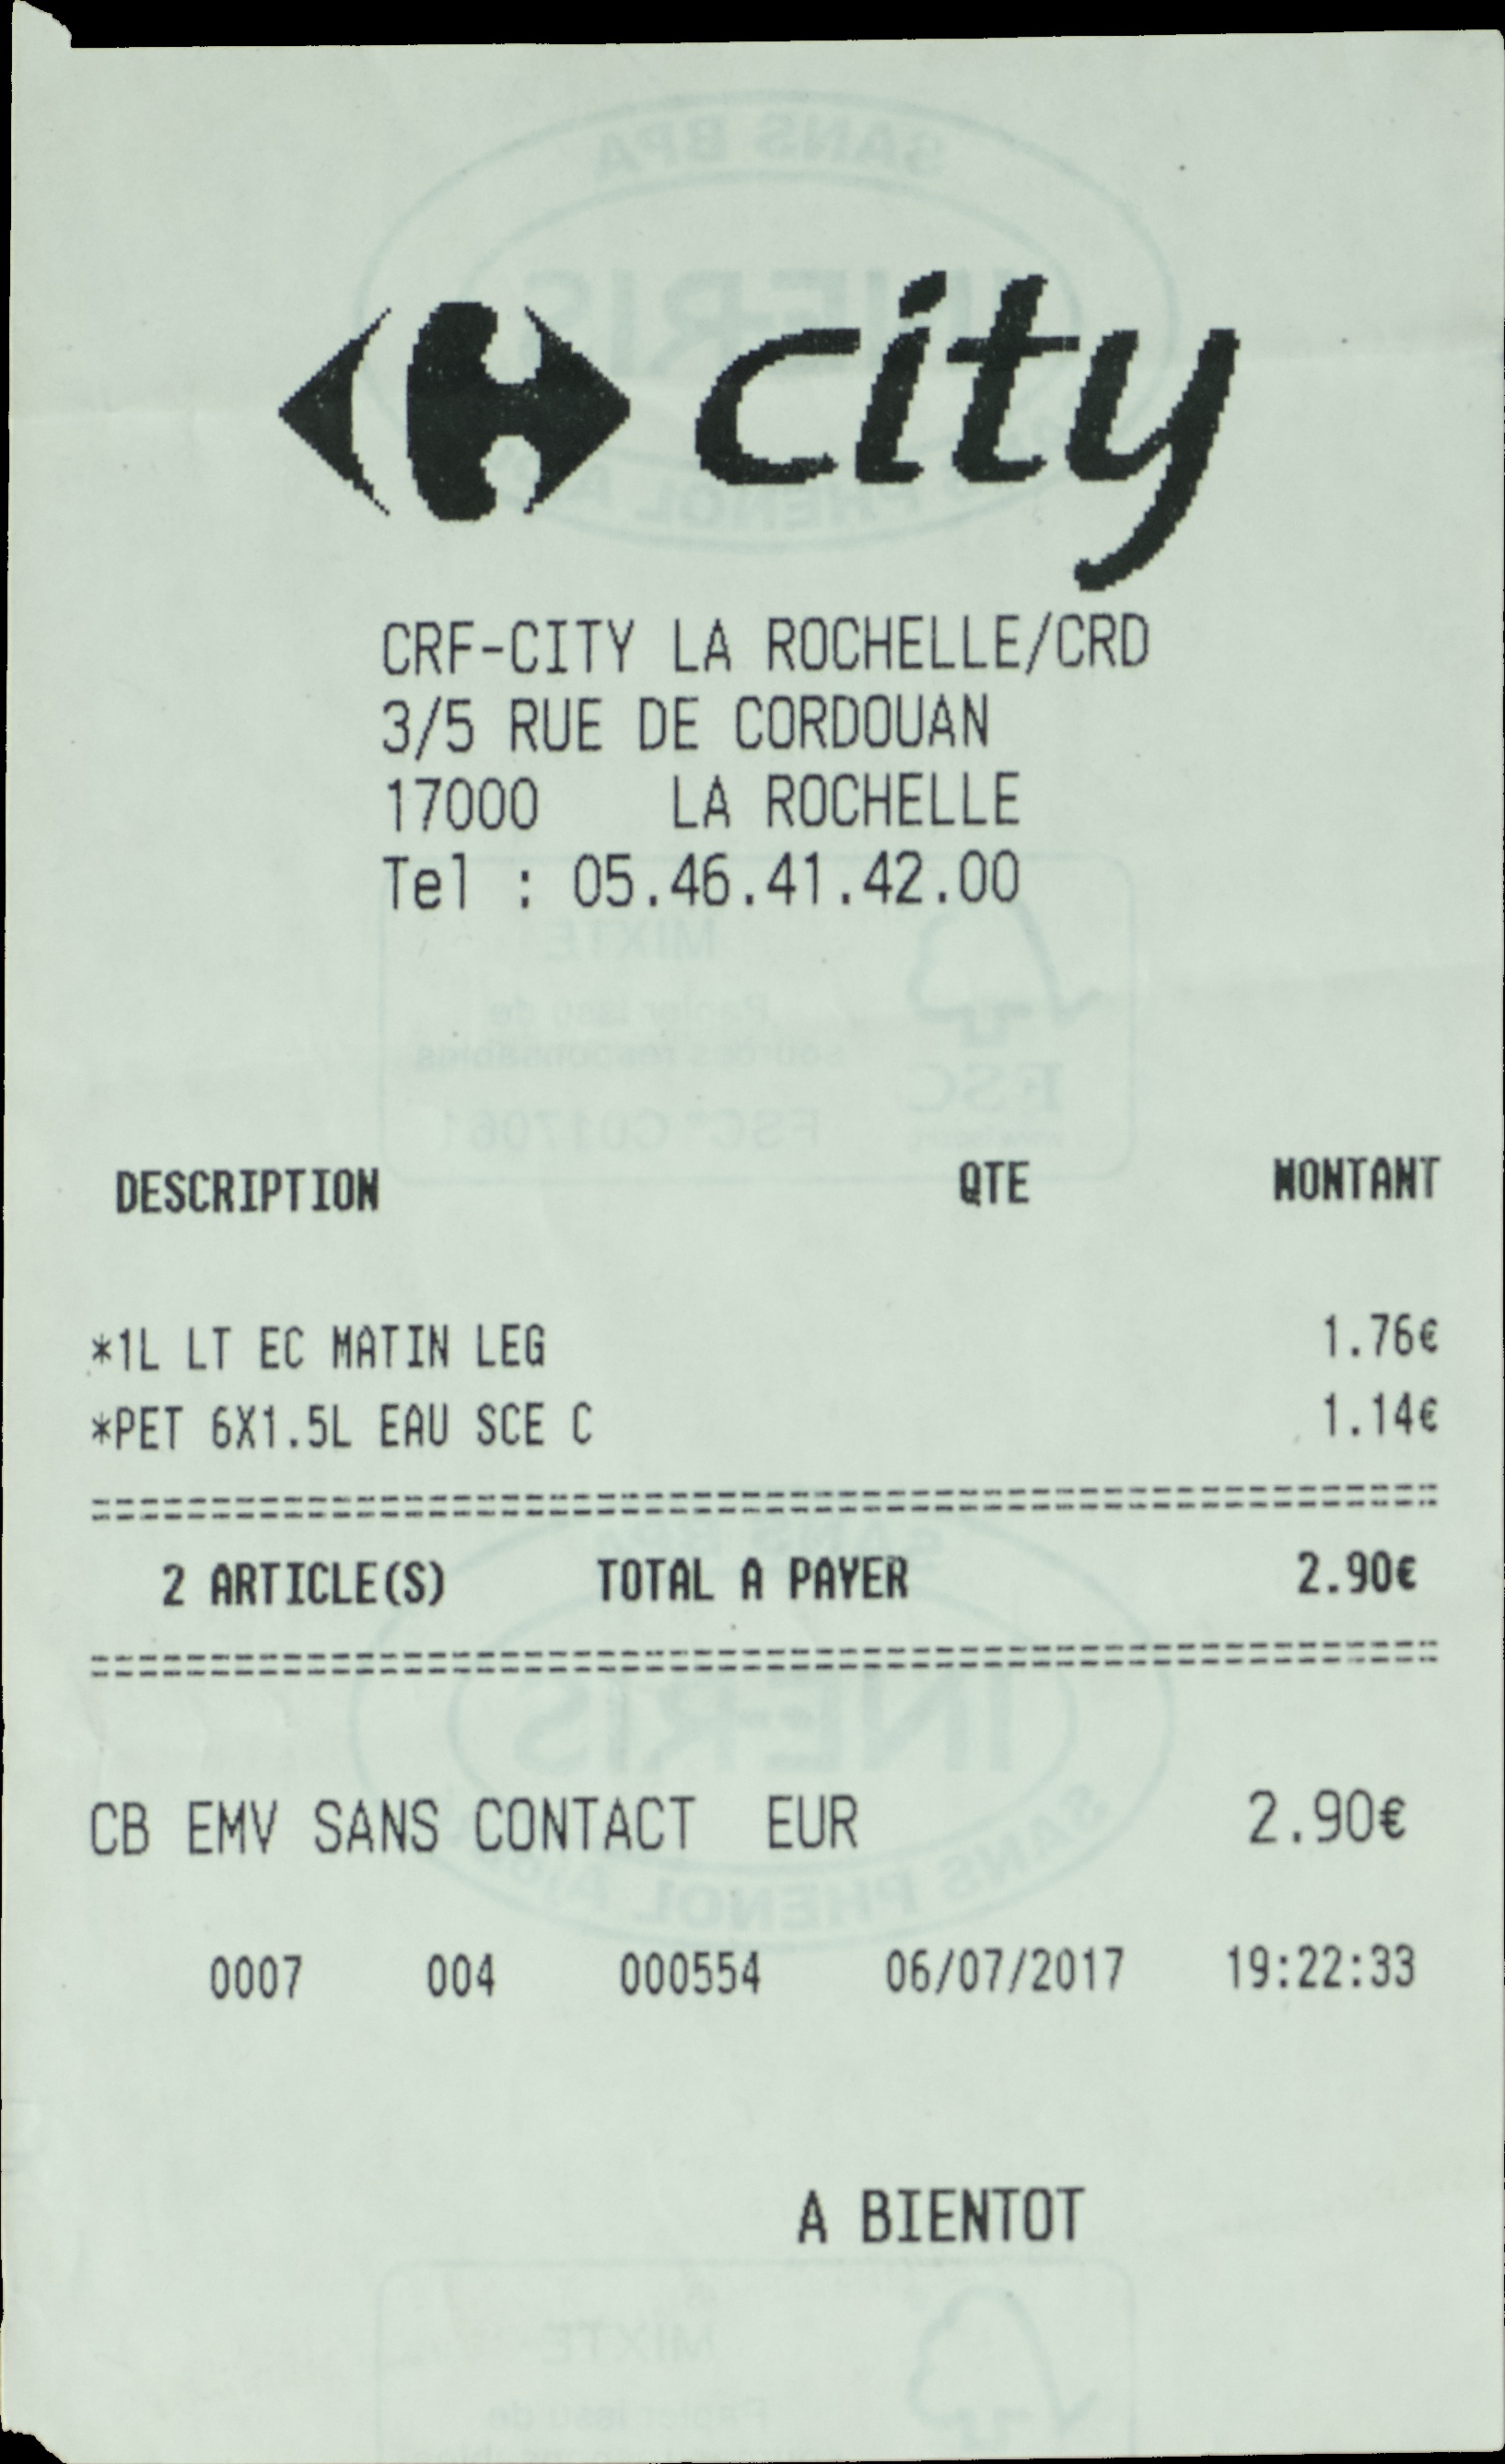 city
CRF-CITY LA ROCHELLE/CRD
3/5 RUE DE CORDOUAN
17000 LA ROCHELLE
Tel : 05.46.41.42.00
DESCRIPTION QTE MONTANT
*1L LT EC MATIN LEG 1.76€
*PET 6X1.5L EAU SCE C 1.14€
2 ARTICLE(S) TOTAL A PAYER 2.90€
CB EMV SANS CONTACT EUR 2.90€
0007 004 000554 06/07/2017 19:22:33
A BIENTOT